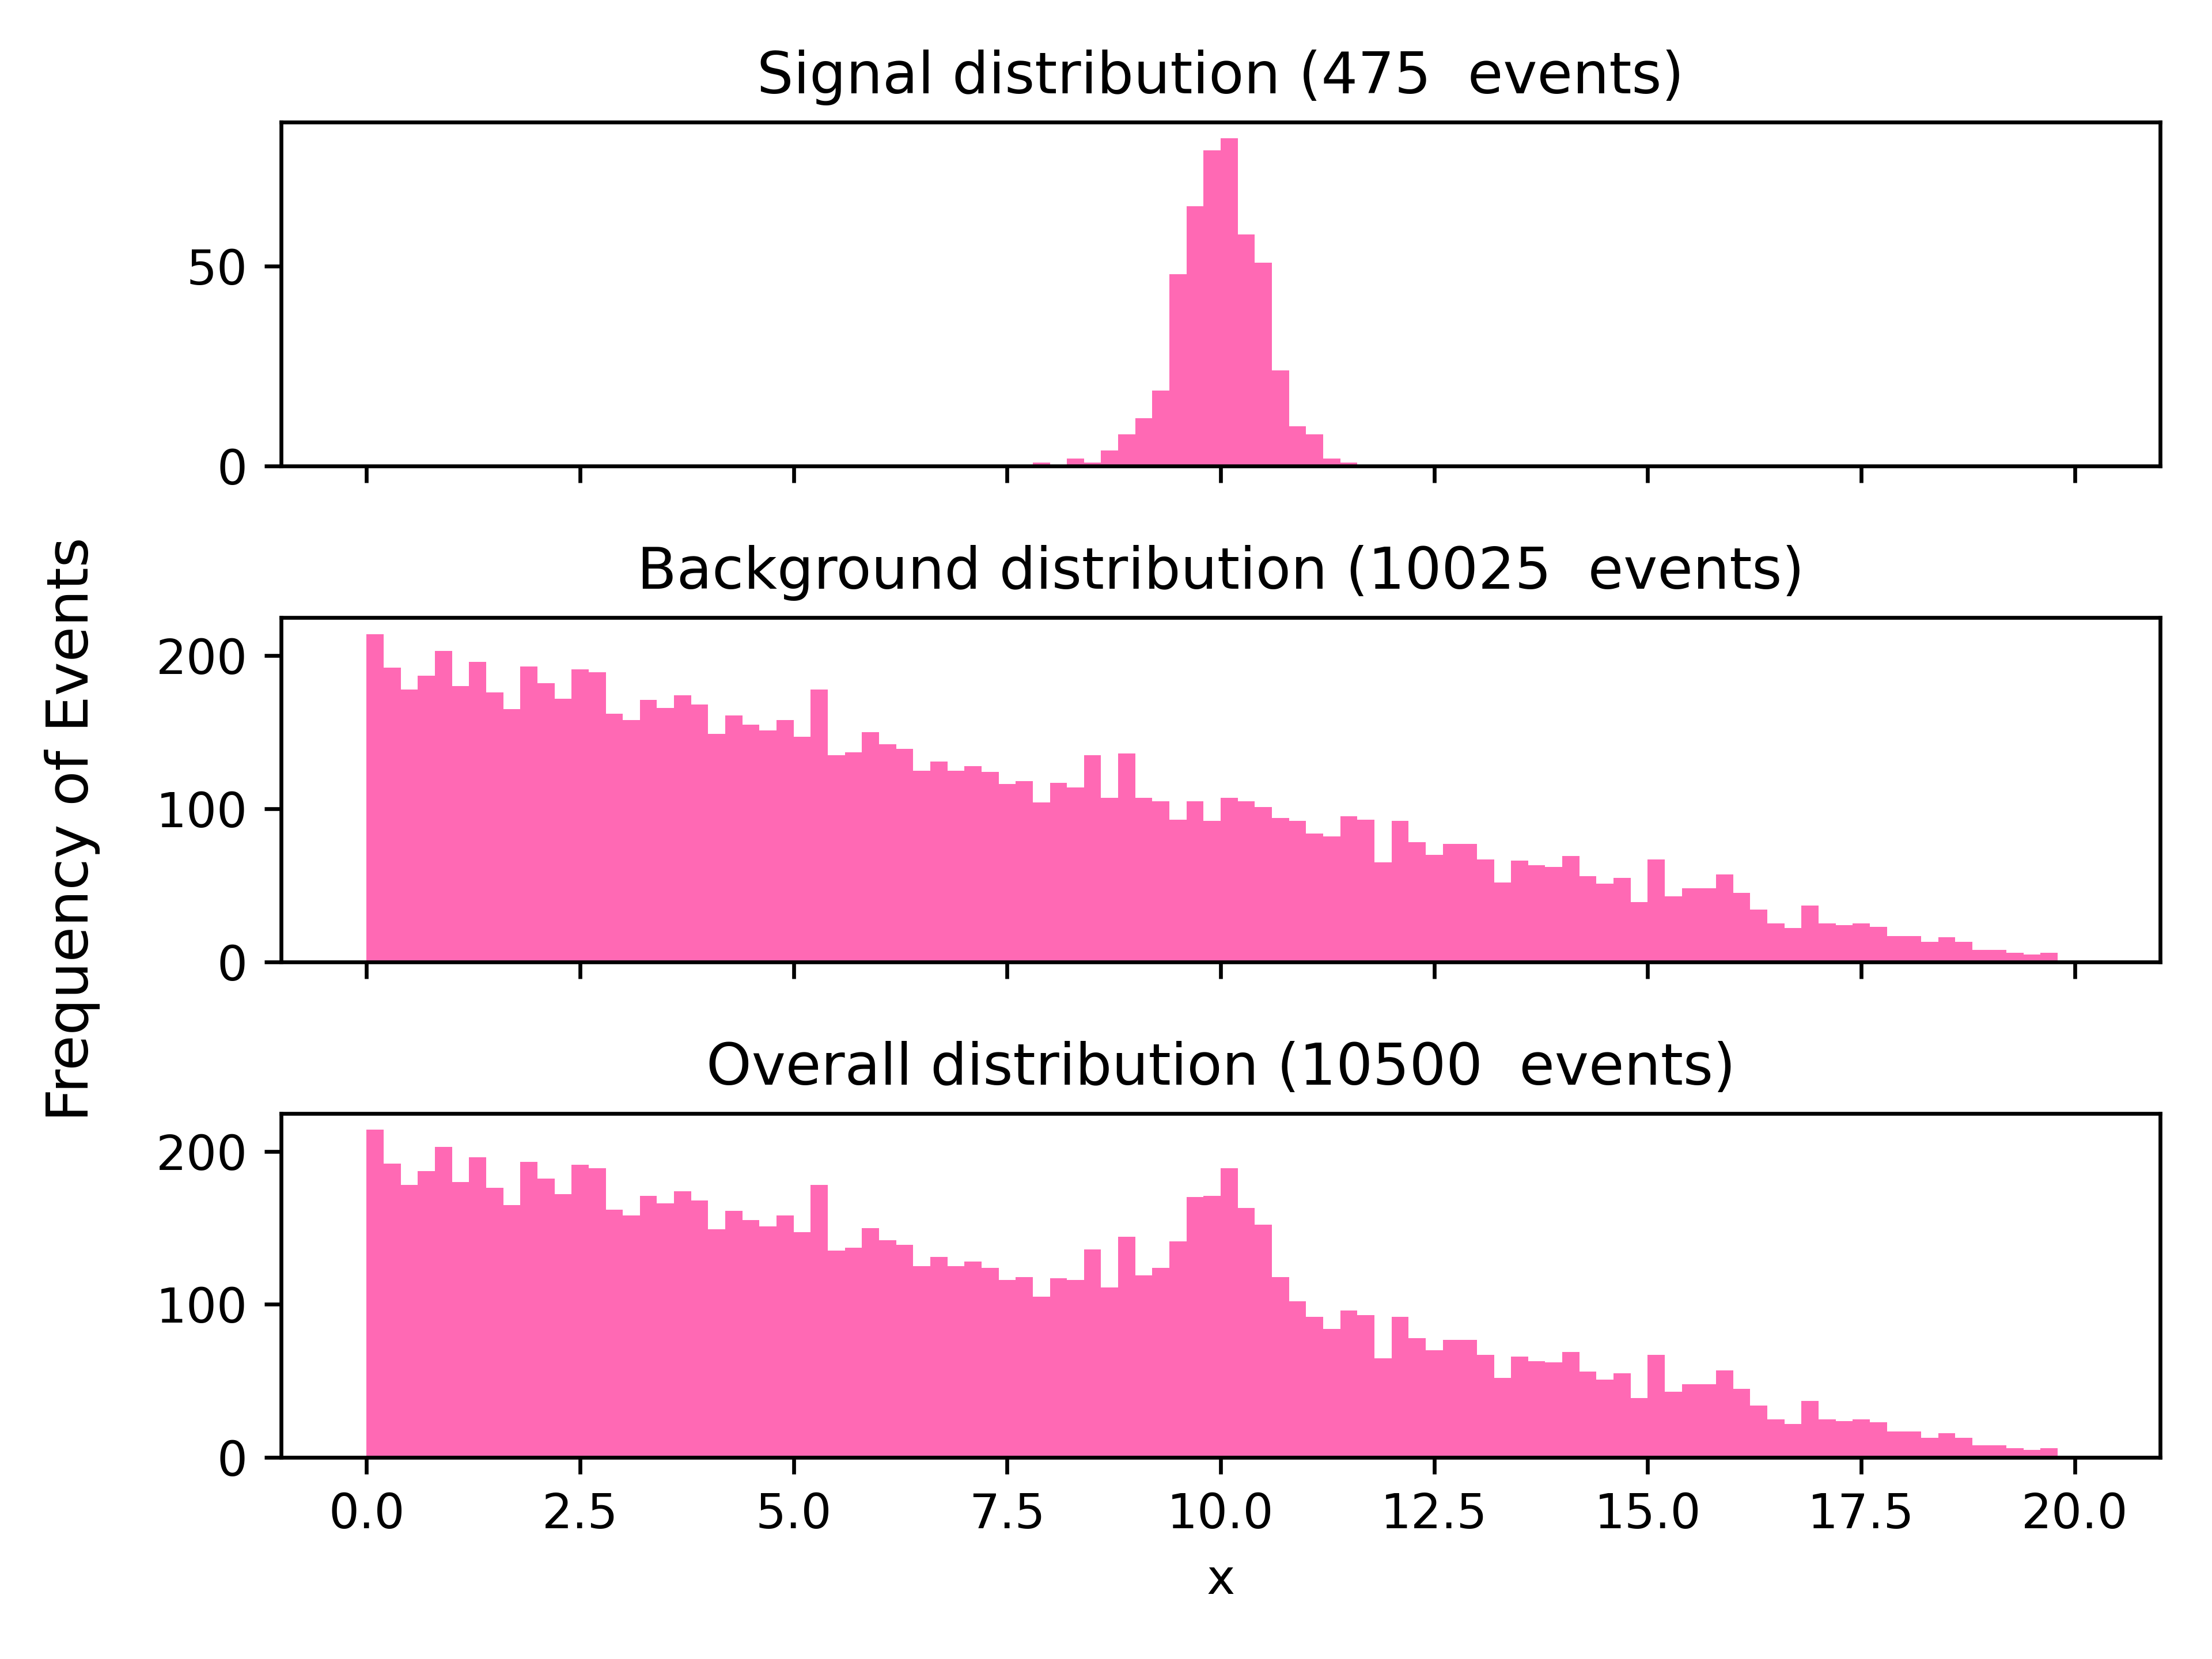 Signal distribution (475  events)
50
0
Frequency of Events
Background distribution (10025  events)
200
100
0
Overall distribution (10500  events)
200
100
0
0.0 2.5 5.0 7.5 10.0 12.5 15.0 17.5 20.0
x